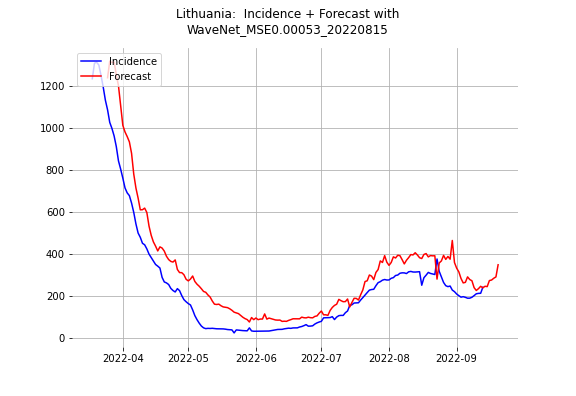 Lithuania:  Incidence + Forecast with
WaveNet_MSE0.00053_20220815
Incidence
Forecast
1200
1000
800
600
400
200
0
2022-04 2022-05 2022-06 2022-07 2022-08 2022-09